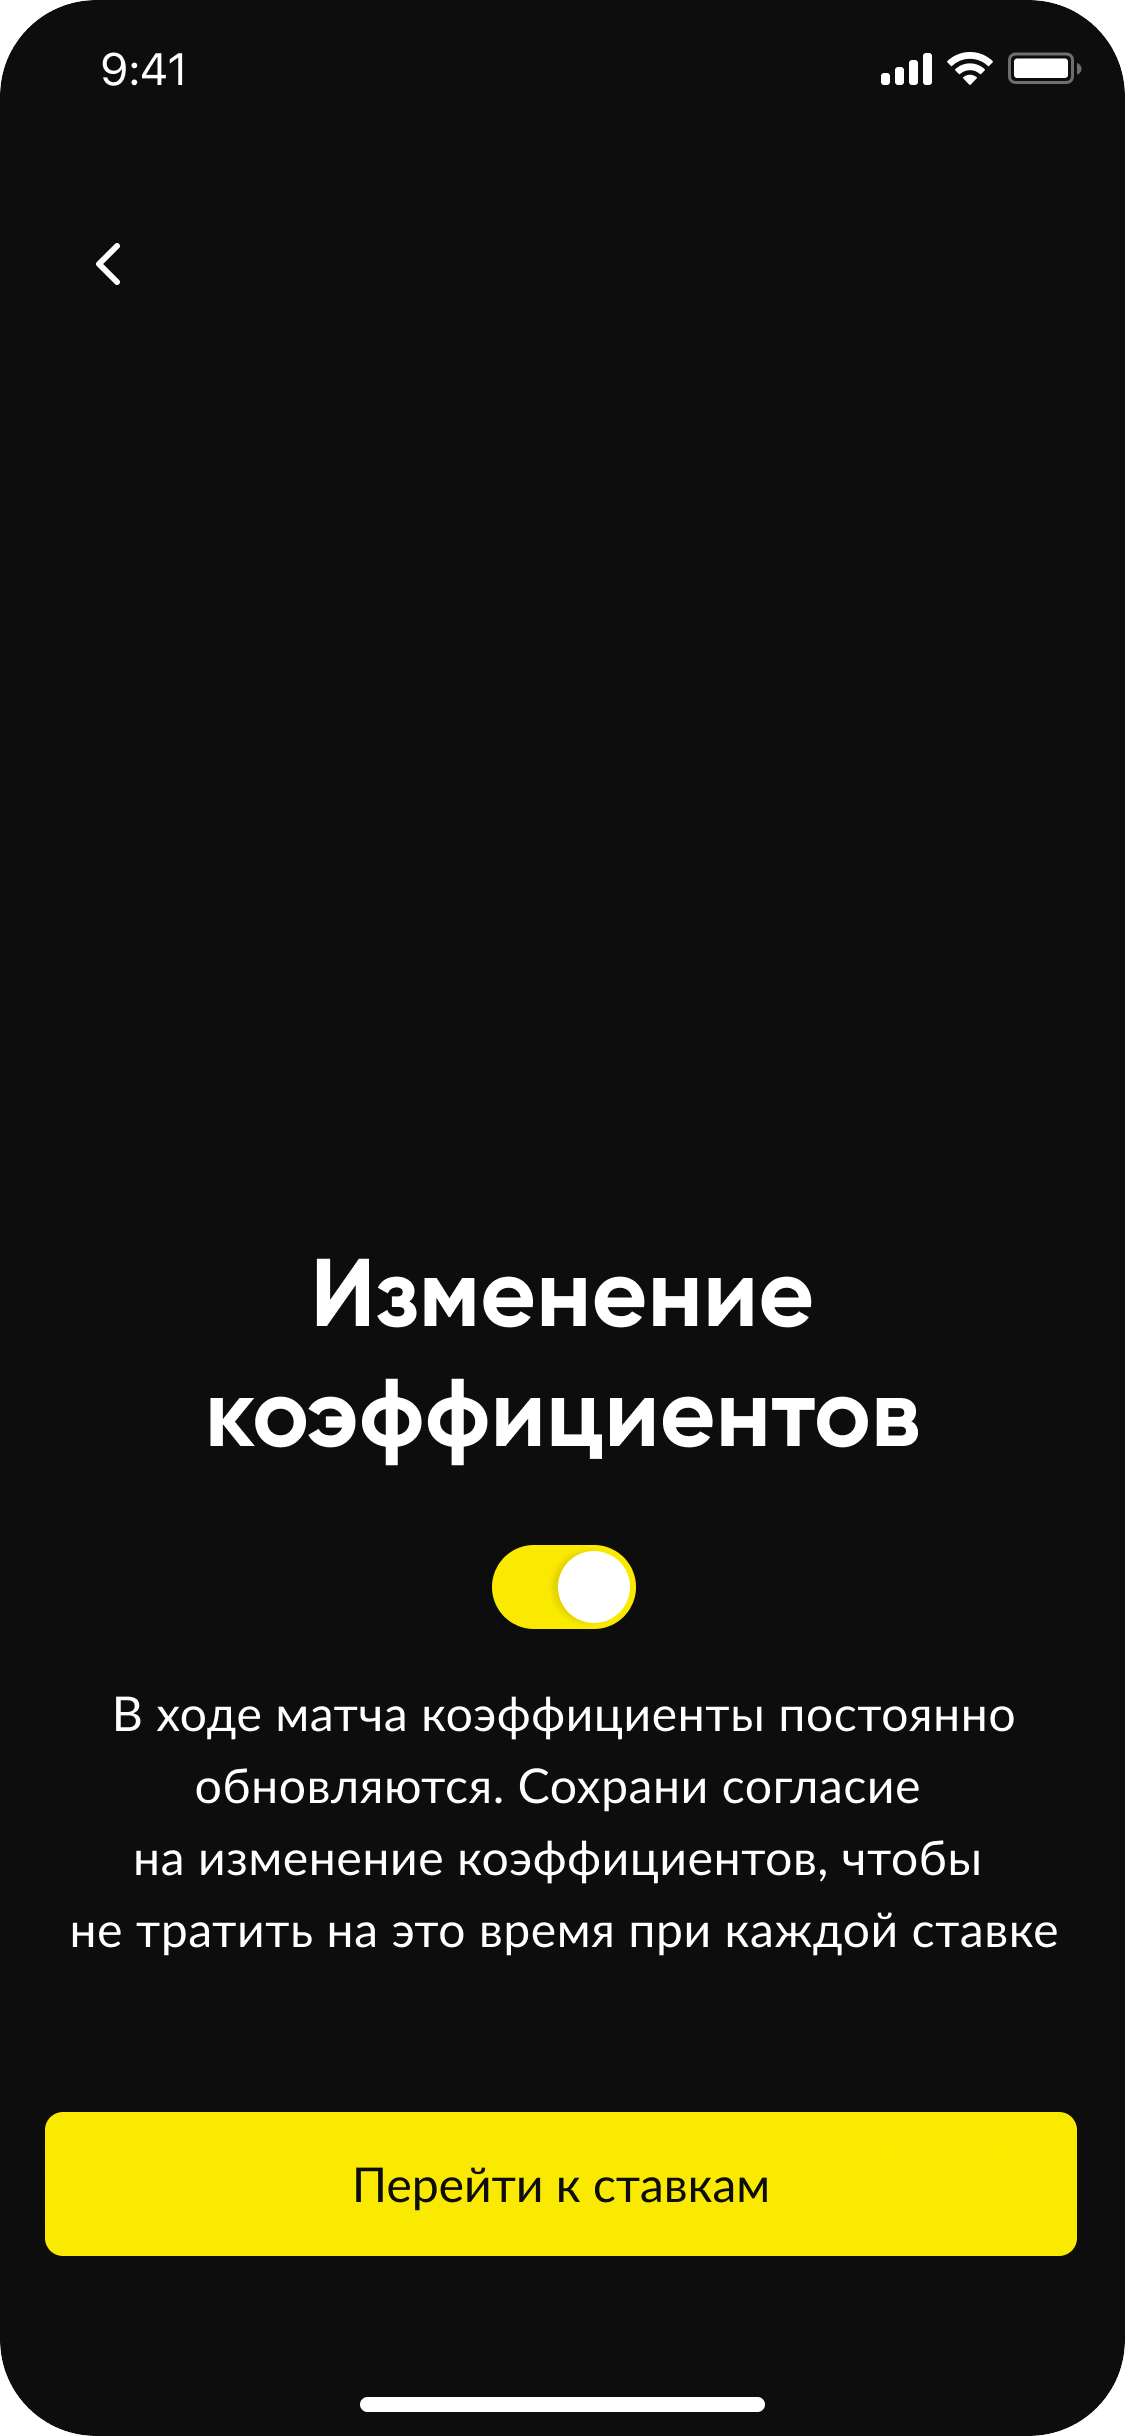 9:41
Изменение
коэффициентов
В ходе матча коэффициенты постоянно
обновляются. Сохрани согласие
на изменение коэффициентов, чтобы
не тратить на это время при каждой ставке
Перейти к ставкам